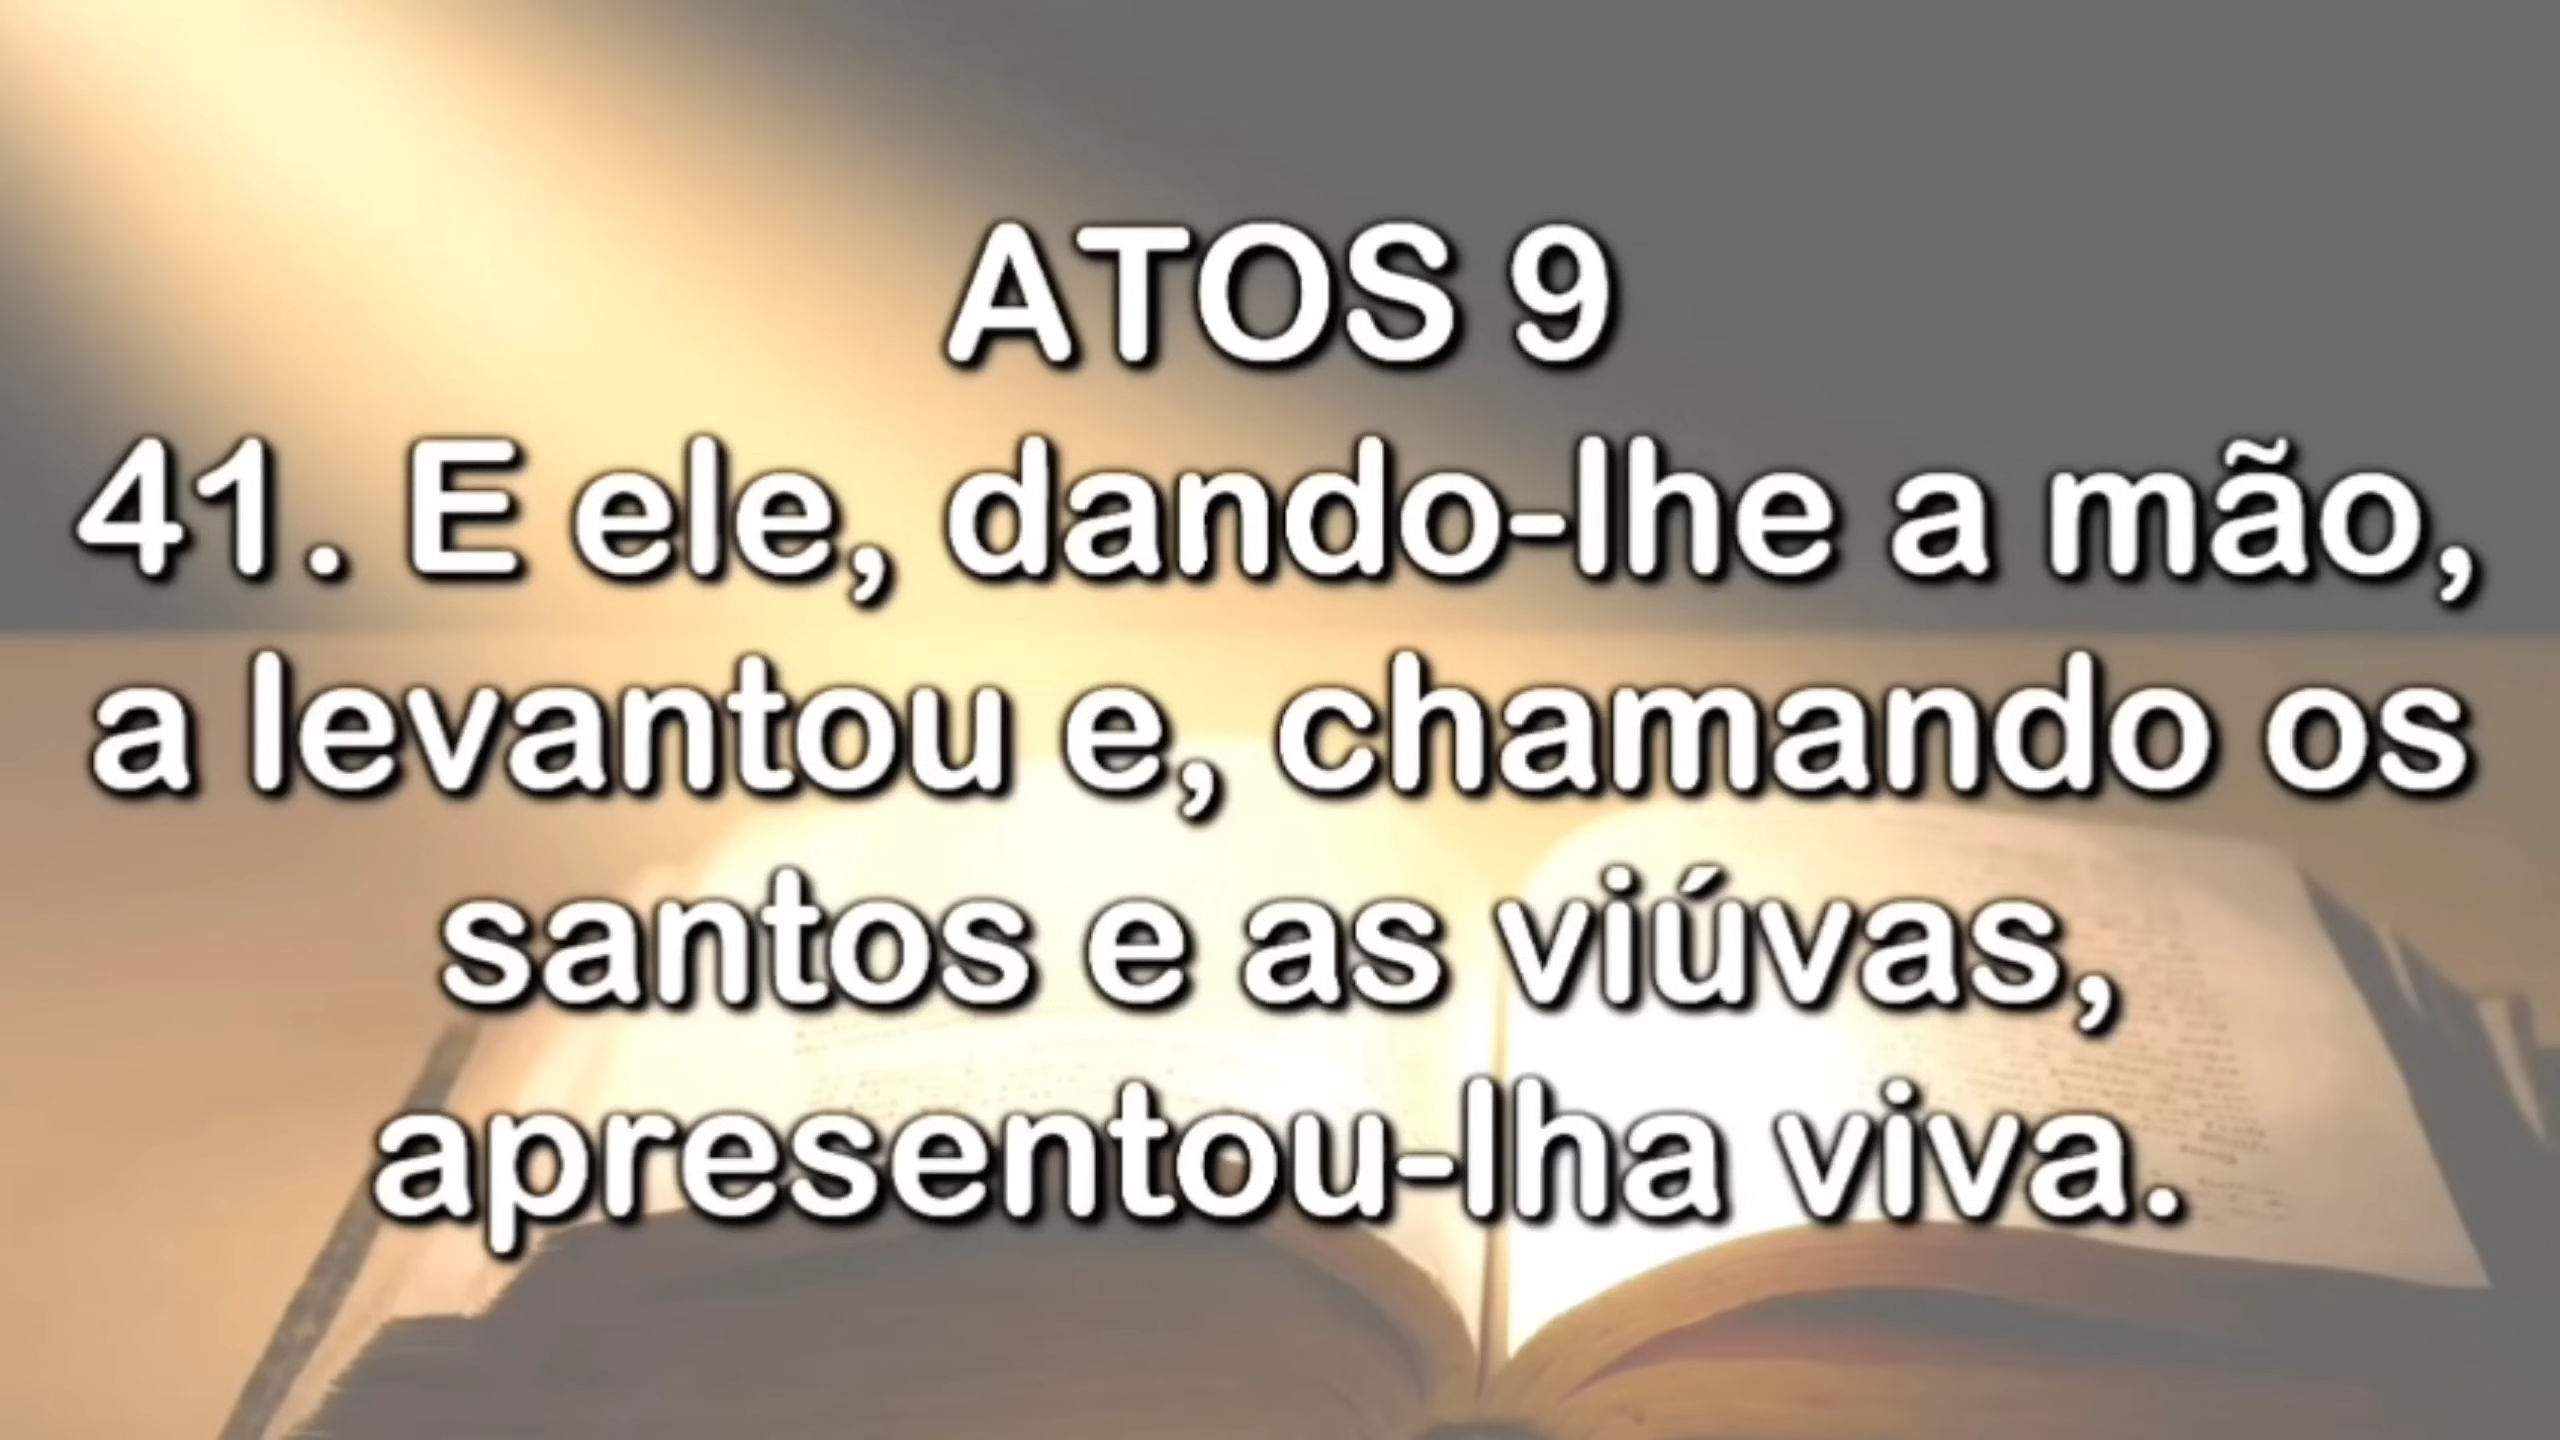 ATOS 9
41. E ele, dando-lhe a mão,
a levantou e, chamando os
santos e as viúvas,
apresentou-lha viva.